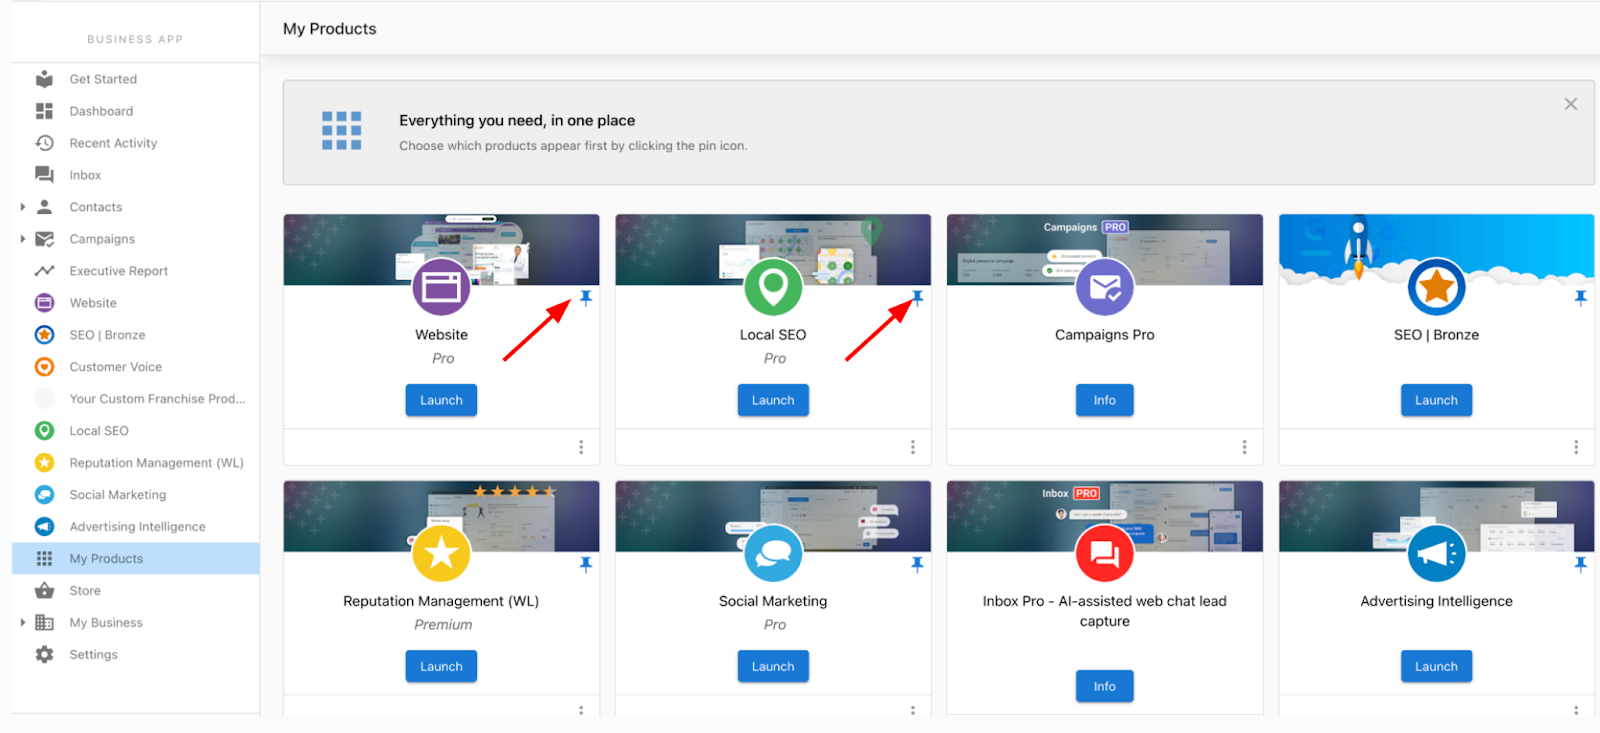 BUSINESS APP
Get Started
Dashboard
Recent Activity
Inbox
Contacts
Campaigns
Executive Report
Website
SEO | Bronze
Customer Voice
Your Custom Franchise Prod...
Local SEO
Reputation Management (WL)
Social Marketing
Advertising Intelligence
My Products
Store
My Business
Settings
My Products
Everything you need, in one place
Choose which products appear first by clicking the pin icon.
Website
Pro
Launch
Local SEO
Pro
Launch
Campaigns PRO
Digital presence campaign
Campaigns Pro
Info
SEO | Bronze
Launch
Reputation Management (WL)
Premium
Launch
Social Marketing
Pro
Launch
Inbox PRO
Inbox Pro - AI-assisted web chat lead
capture
Info
Advertising Intelligence
Launch